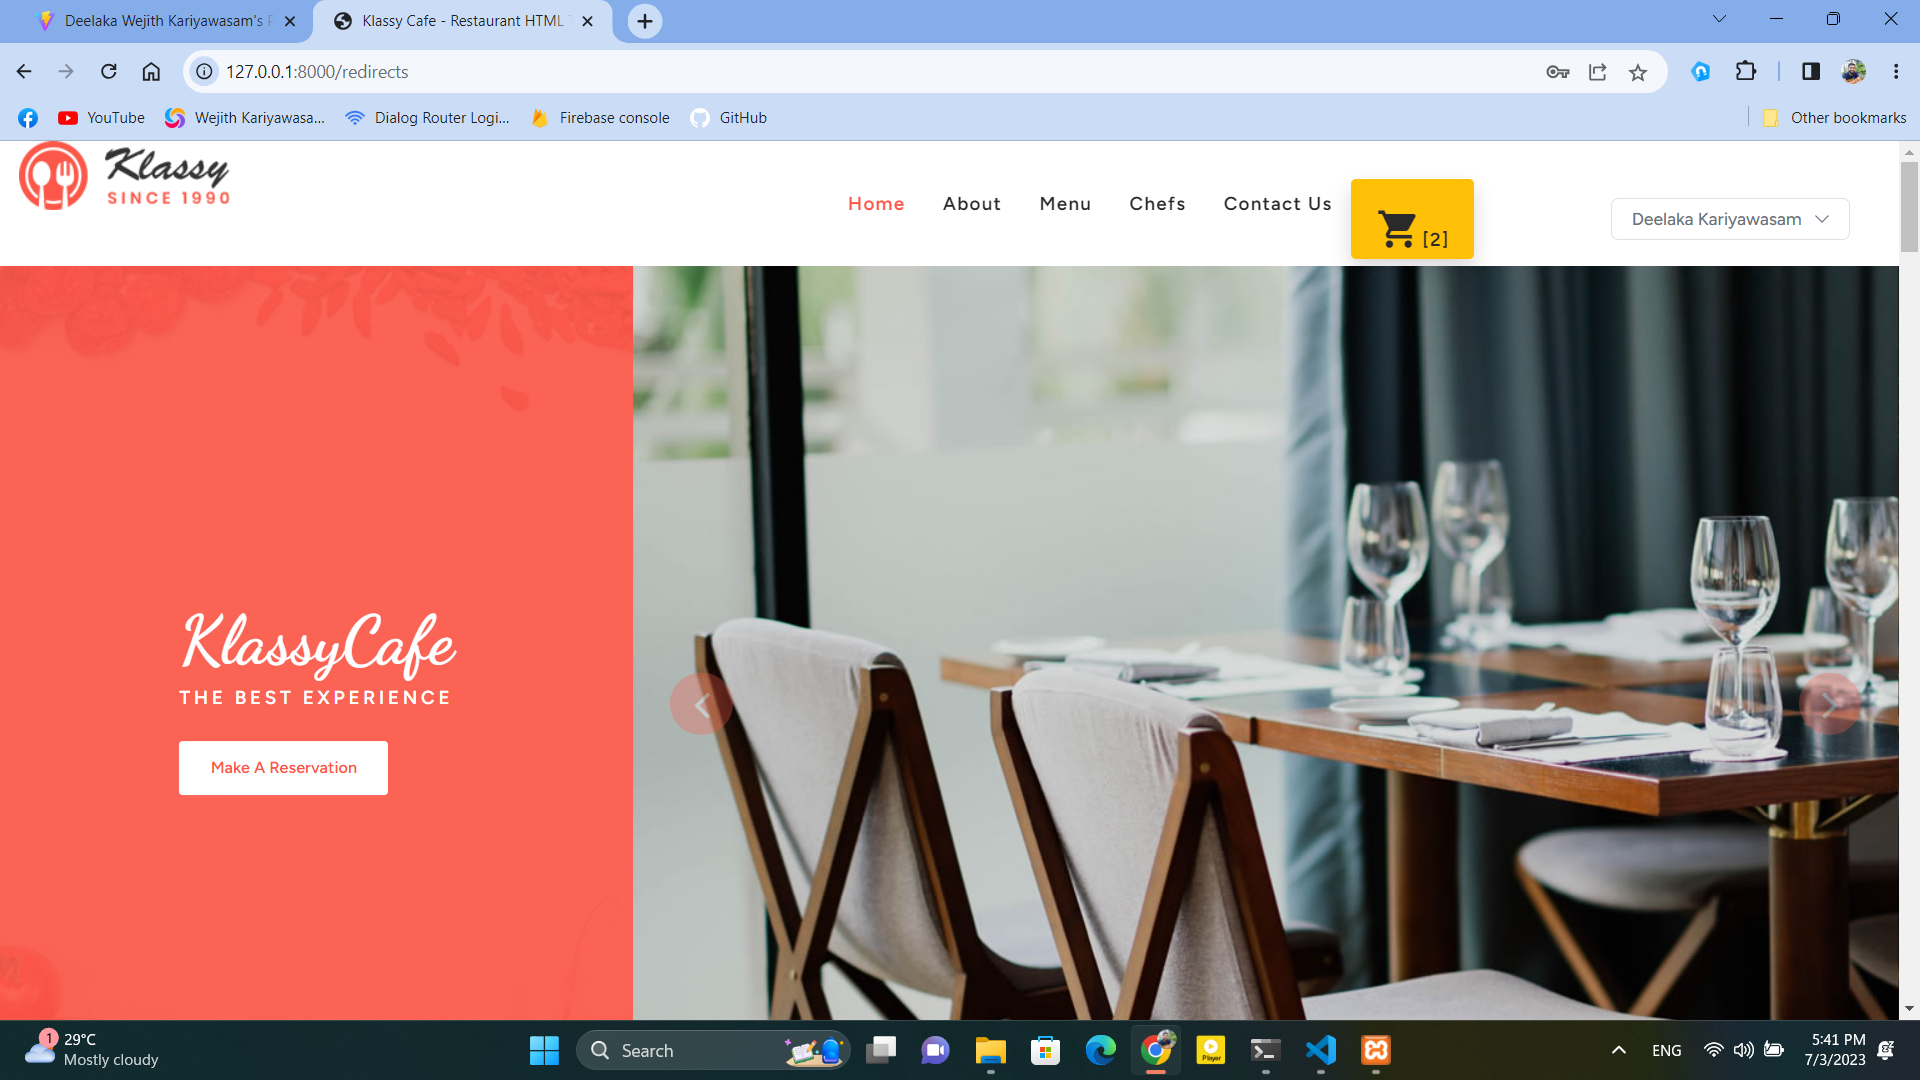 Deelaka Wejith Kariyawasam's P
Klassy Cafe - Restaurant HTML T
127.0.0.1:8000/redirects
YouTube
Wejith Kariyawasa...
Dialog Router Logi...
Firebase console
GitHub
Other bookmarks
Klassy
SINCE 1990
Home
About
Menu
Chefs
Contact Us
[2]
Deelaka Kariyawasam
KlassyCafe
THE BEST EXPERIENCE
Make A Reservation
1
29°C
Mostly cloudy
Search
Player
ENG
5:41 PM
7/3/2023